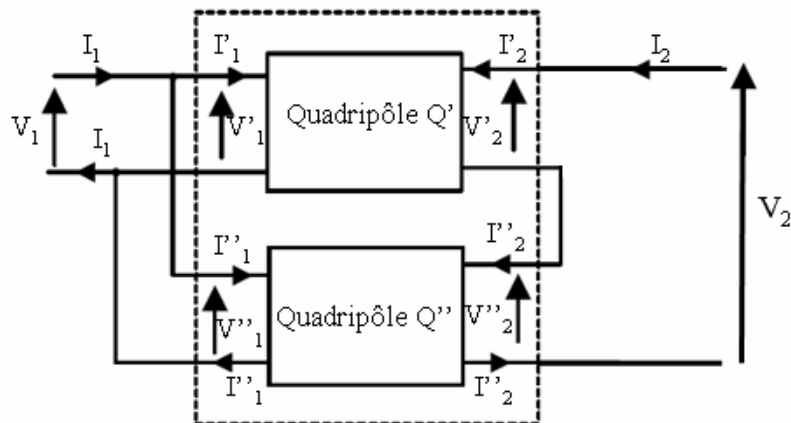 I₁ I'₁ I'₂ I₂
V₁ V'₁ Quadripôle Q' V'₂
I₁
V₂
I''₁ I''₂
V''₁ Quadripôle Q'' V''₂
I''₁ I''₂